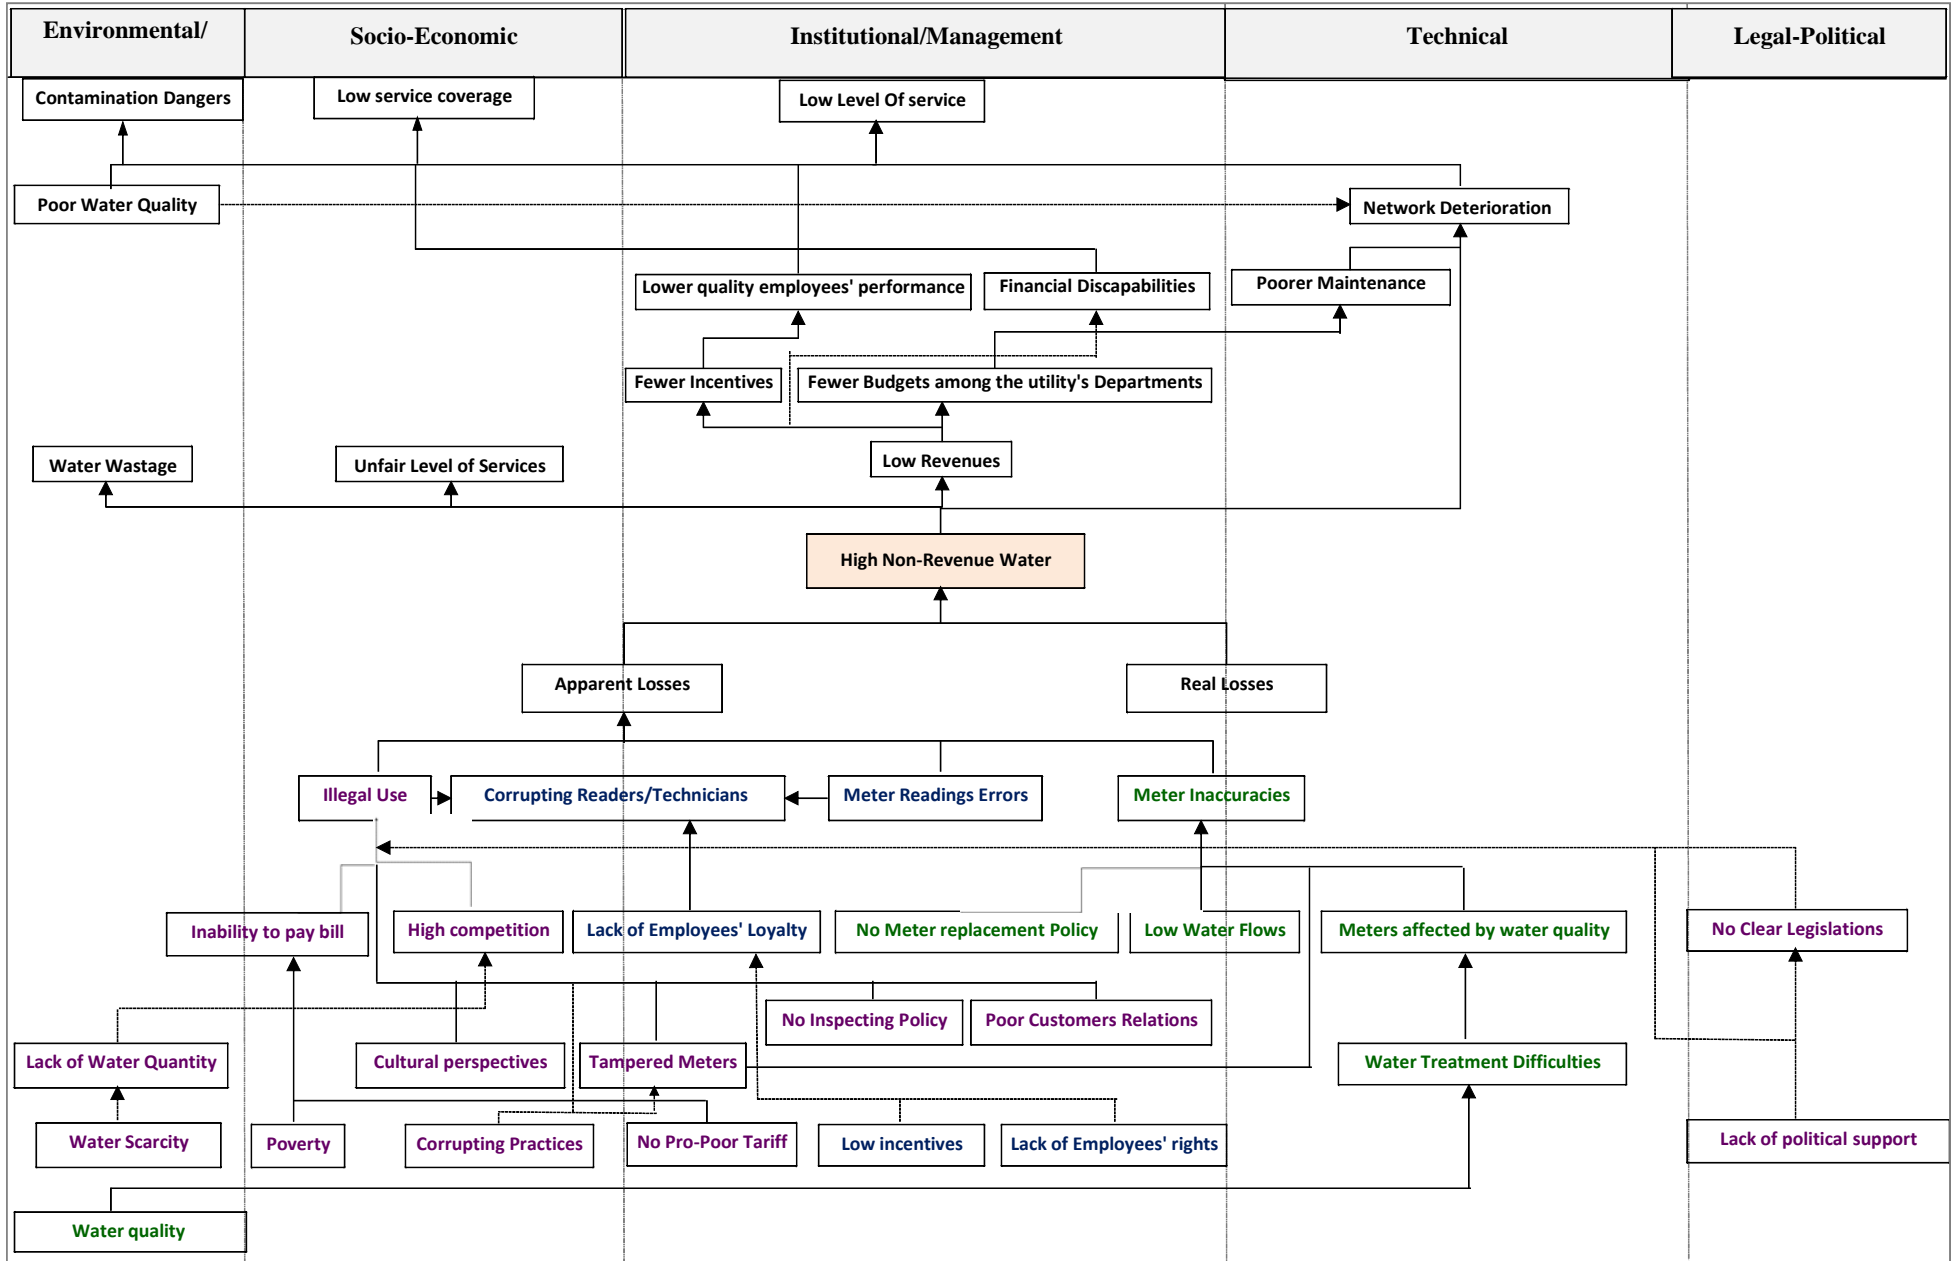 Environmental/
Socio-Economic
Institutional/Management
Technical
Legal-Political
Contamination Dangers
Low service coverage
Low Level Of service
Poor Water Quality
Network Deterioration
Lower quality employees' performance
Financial Discapabilities
Poorer Maintenance
Fewer Incentives
Fewer Budgets among the utility's Departments
Water Wastage
Unfair Level of Services
Low Revenues
High Non-Revenue Water
Apparent Losses
Real Losses
Illegal Use
Corrupting Readers/Technicians
Meter Readings Errors
Meter Inaccuracies
Inability to pay bill
High competition
Lack of Employees' Loyalty
No Meter replacement Policy
Low Water Flows
Meters affected by water quality
No Clear Legislations
No Inspecting Policy
Poor Customers Relations
Lack of Water Quantity
Cultural perspectives
Tampered Meters
Water Treatment Difficulties
Water Scarcity
Poverty
Corrupting Practices
No Pro-Poor Tariff
Low incentives
Lack of Employees' rights
Lack of political support
Water quality